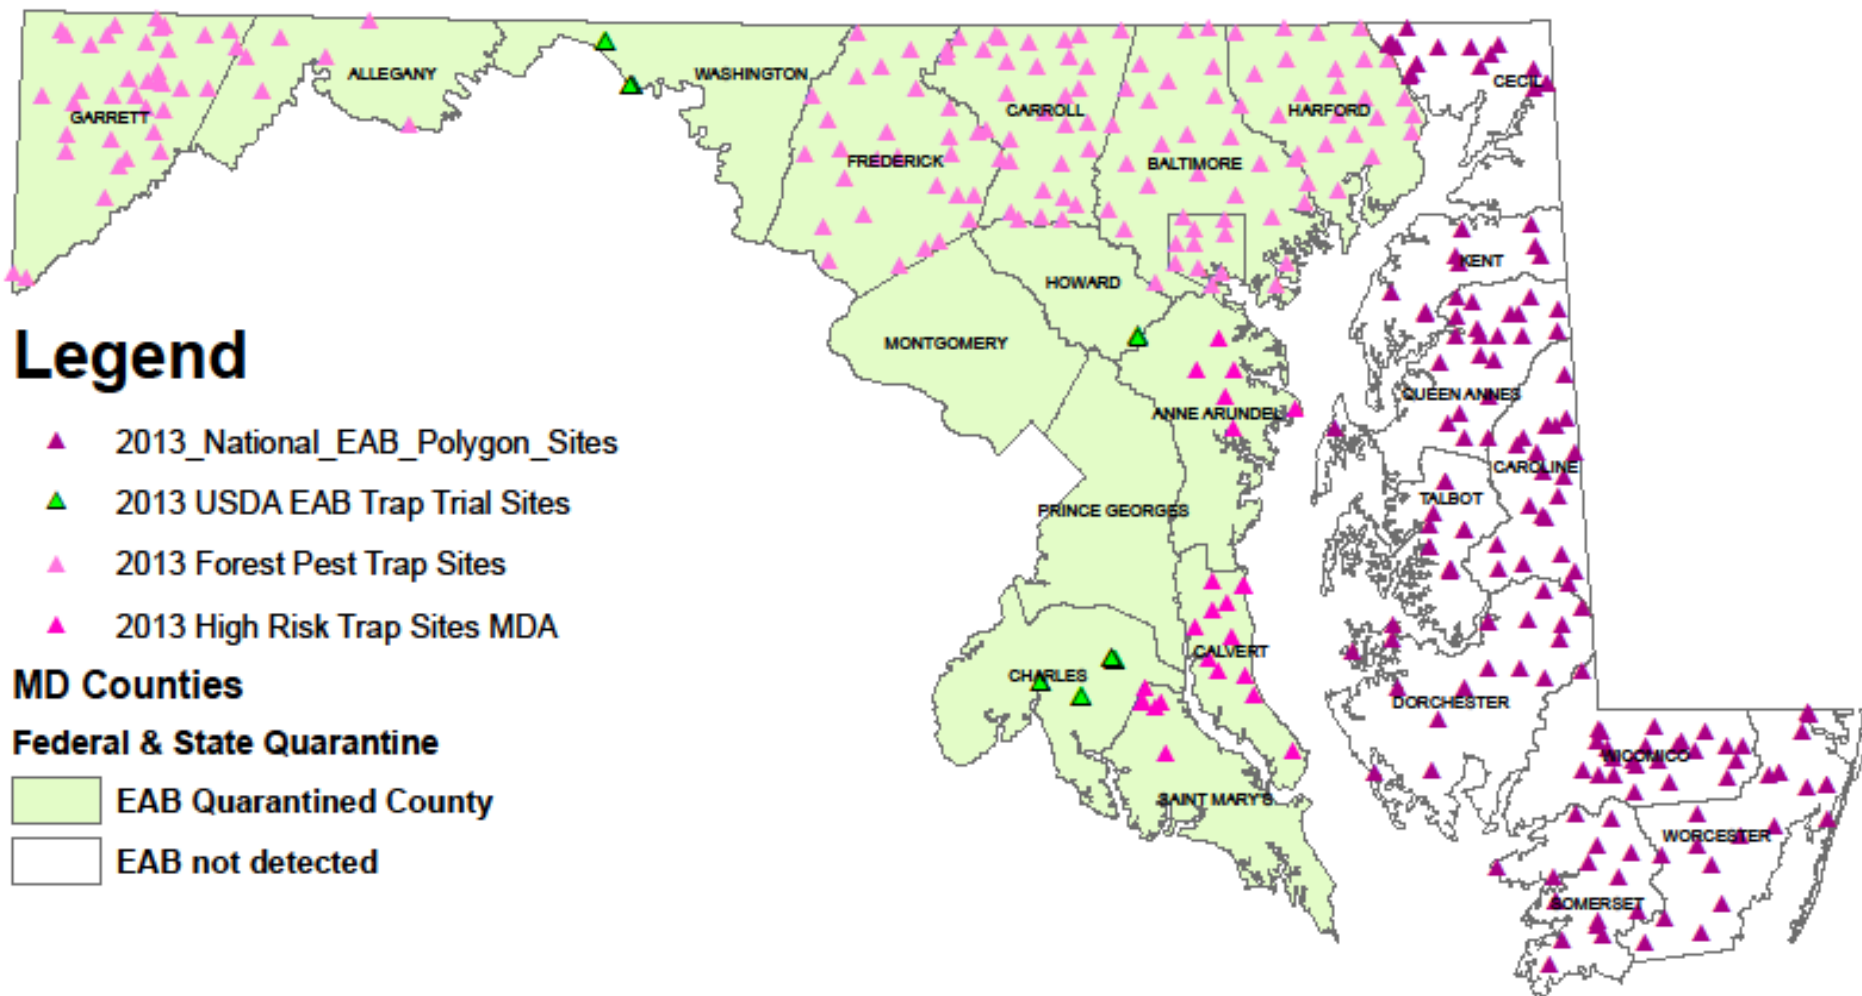 ALLEGANY
WASHINGTON
CECIL
GARRETT
CARROLL
HARFORD
FREDERICK
BALTIMORE
KENT
HOWARD
MONTGOMERY
QUEEN ANNES
ANNE ARUNDEL
CAROLINE
TALBOT
PRINCE GEORGES
CALVERT
CHARLES
DORCHESTER
WICOMICO
SAINT MARY'S
WORCESTER
SOMERSET
Legend
2013_National_EAB_Polygon_Sites
2013 USDA EAB Trap Trial Sites
2013 Forest Pest Trap Sites
2013 High Risk Trap Sites MDA
MD Counties
Federal & State Quarantine
EAB Quarantined County
EAB not detected